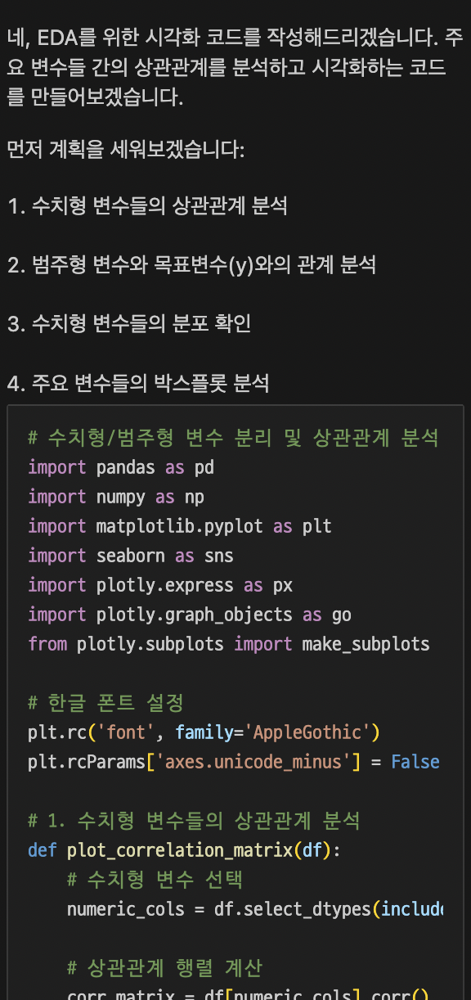 네, EDA를 위한 시각화 코드를 작성해드리겠습니다. 주
요 변수들 간의 상관관계를 분석하고 시각화하는 코드
를 만들어보겠습니다.
먼저 계획을 세워보겠습니다:
1. 수치형 변수들의 상관관계 분석
2. 범주형 변수와 목표변수(y)와의 관계 분석
3. 수치형 변수들의 분포 확인
4. 주요 변수들의 박스플롯 분석
# 수치형/범주형 변수 분리 및 상관관계 분석
import pandas as pd
import numpy as np
import matplotlib.pyplot as plt
import seaborn as sns
import plotly.express as px
import plotly.graph_objects as go
from plotly.subplots import make_subplots
# 한글 폰트 설정
plt.rc('font', family='AppleGothic')
plt.rcParams['axes.unicode_minus'] = False
# 1. 수치형 변수들의 상관관계 분석
def plot_correlation_matrix(df):
    # 수치형 변수 선택
    numeric_cols = df.select_dtypes(include
    # 상관관계 행렬 계산
    corr_matrix = df[numeric_cols].corr()